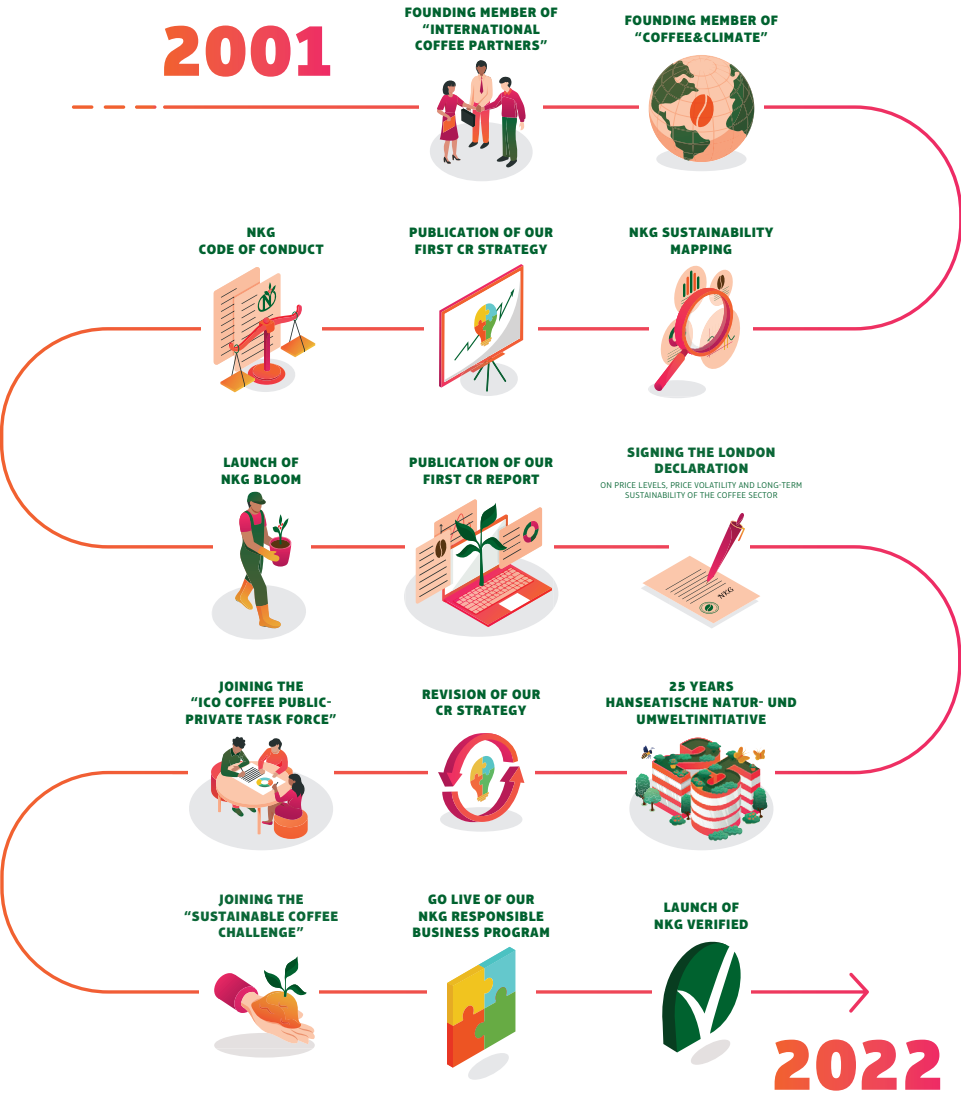 2001
FOUNDING MEMBER OF
“INTERNATIONAL
COFFEE PARTNERS”
FOUNDING MEMBER OF
“COFFEE&CLIMATE”
NKG
CODE OF CONDUCT
N
PUBLICATION OF OUR
FIRST CR STRATEGY
NKG SUSTAINABILITY
MAPPING
LAUNCH OF
NKG BLOOM
PUBLICATION OF OUR
FIRST CR REPORT
SIGNING THE LONDON
DECLARATION
ON PRICE LEVELS, PRICE VOLATILITY AND LONG-TERM
SUSTAINABILITY OF THE COFFEE SECTOR
NKG
JOINING THE
“ICO COFFEE PUBLIC-
PRIVATE TASK FORCE”
REVISION OF OUR
CR STRATEGY
25 YEARS
HANSEATISCHE NATUR- UND
UMWELTINITIATIVE
JOINING THE
“SUSTAINABLE COFFEE
CHALLENGE”
GO LIVE OF OUR
NKG RESPONSIBLE
BUSINESS PROGRAM
LAUNCH OF
NKG VERIFIED
2022